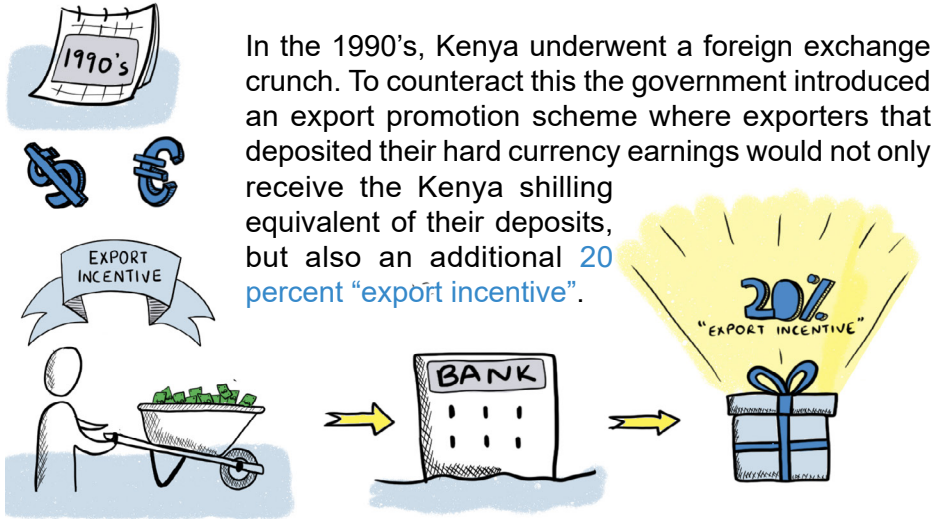 1990's
In the 1990's, Kenya underwent a foreign exchange
crunch. To counteract this the government introduced
an export promotion scheme where exporters that
deposited their hard currency earnings would not only
receive the Kenya shilling
equivalent of their deposits,
but also an additional 20
percent “export incentive”.
$ €
EXPORT
INCENTIVE
20%
“EXPORT INCENTIVE”
BANK